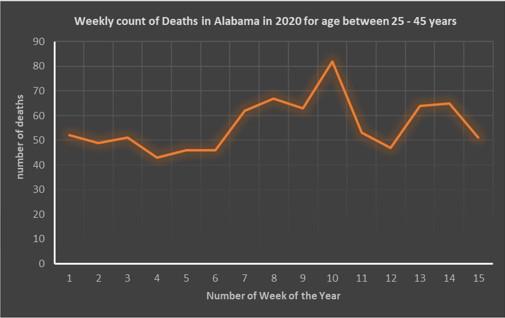 Weekly count of Deaths in Alabama in 2020 for age between 25 - 45 years
90
80
70
60
50
40
30
20
10
0
number of deaths
1 2 3 4 5 6 7 8 9 10 11 12 13 14 15
Number of Week of the Year